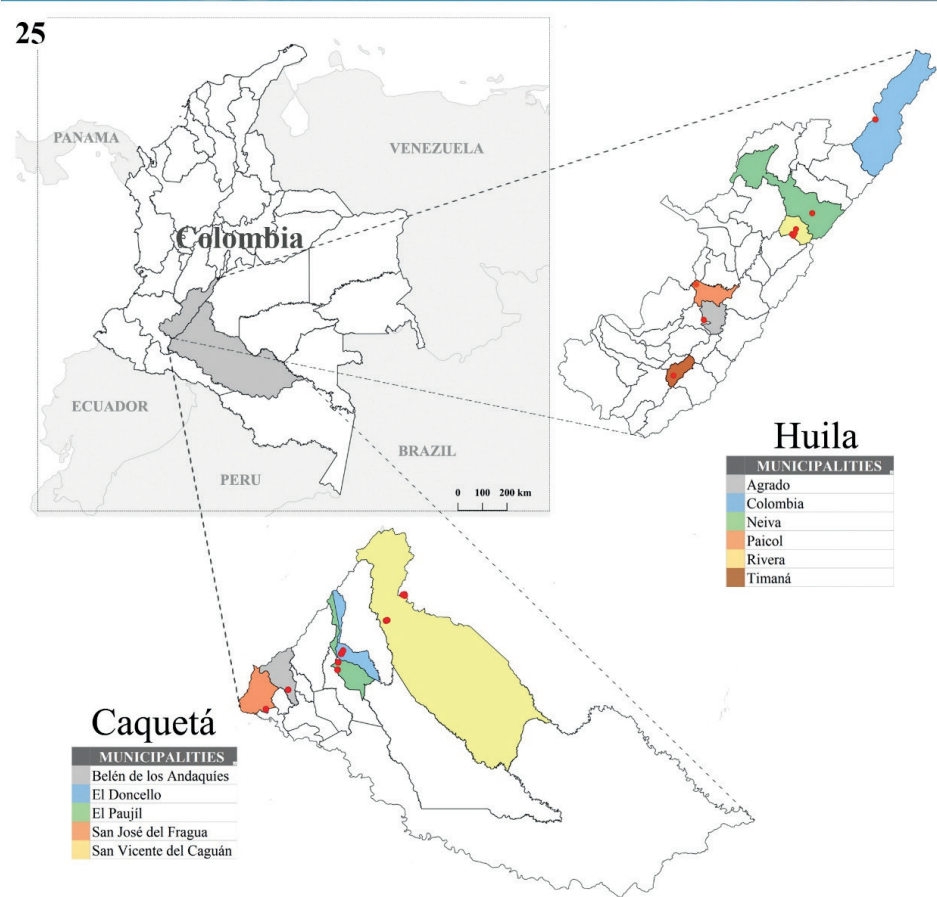 25
PANAMA
VENEZUELA
Colombia
ECUADOR
PERU
BRAZIL
0 100 200 km
Huila
MUNICIPALITIES
Agrado
Colombia
Neiva
Paicol
Rivera
Timaná
Caquetá
MUNICIPALITIES
Belén de los Andaquíes
El Doncello
El Paujíl
San José del Fragua
San Vicente del Caguán